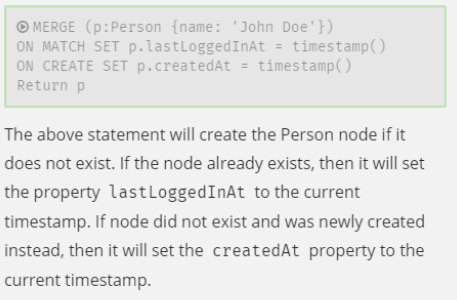 MERGE (p:Person {name: 'John Doe'})
ON MATCH SET p.lastLoggedInAt = timestamp()
ON CREATE SET p.createdAt = timestamp()
Return p
The above statement will create the Person node if it
does not exist. If the node already exists, then it will set
the property lastLoggedInAt to the current
timestamp. If node did not exist and was newly created
instead, then it will set the createdAt property to the
current timestamp.